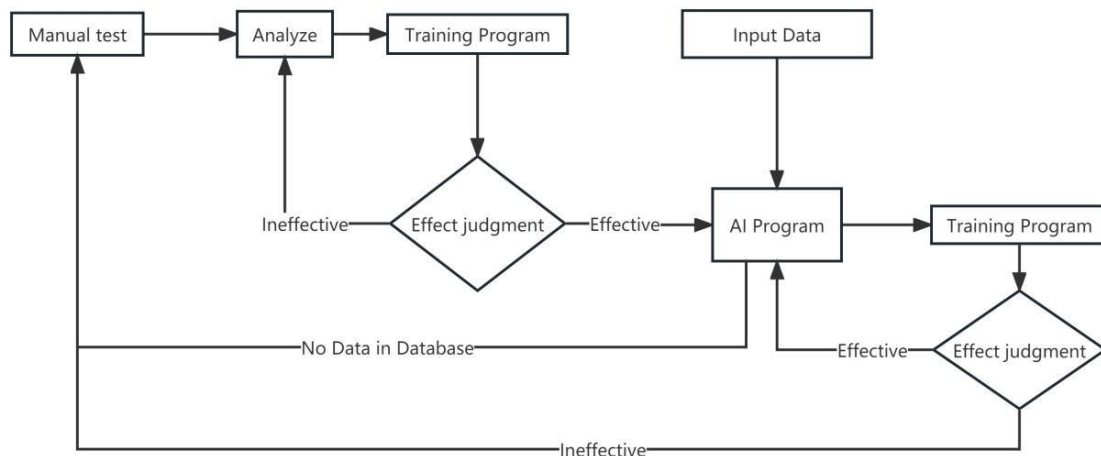 Manual test
Analyze
Training Program
Input Data
Ineffective
Effect judgment
Effective
AI Program
Training Program
No Data in Database
Effective
Effect judgment
Ineffective